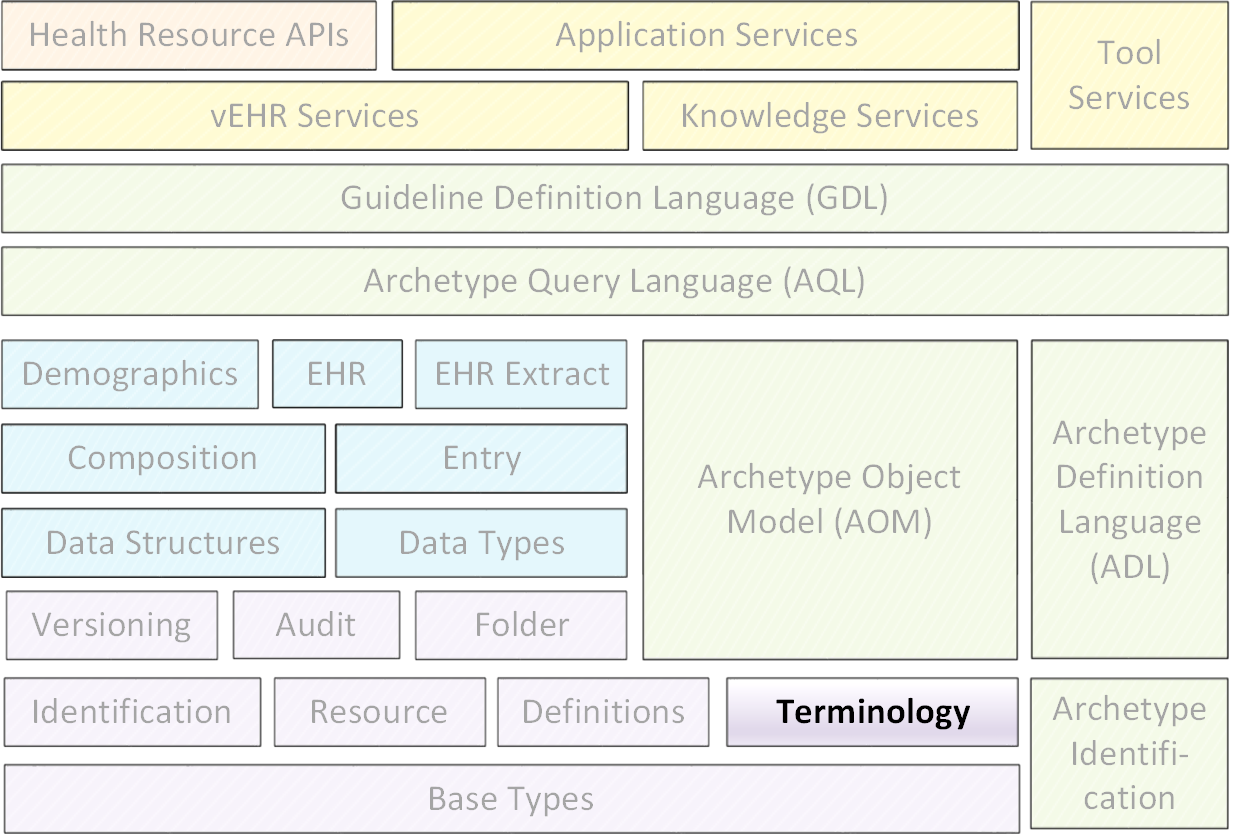 Health Resource APIs
Application Services
Tool
Services
vEHR Services
Knowledge Services
Guideline Definition Language (GDL)
Archetype Query Language (AQL)
Demographics
EHR
EHR Extract
Composition
Entry
Data Structures
Data Types
Versioning
Audit
Folder
Archetype Object
Model (AOM)
Archetype
Definition
Language
(ADL)
Identification
Resource
Definitions
Terminology
Archetype
Identifi-
cation
Base Types